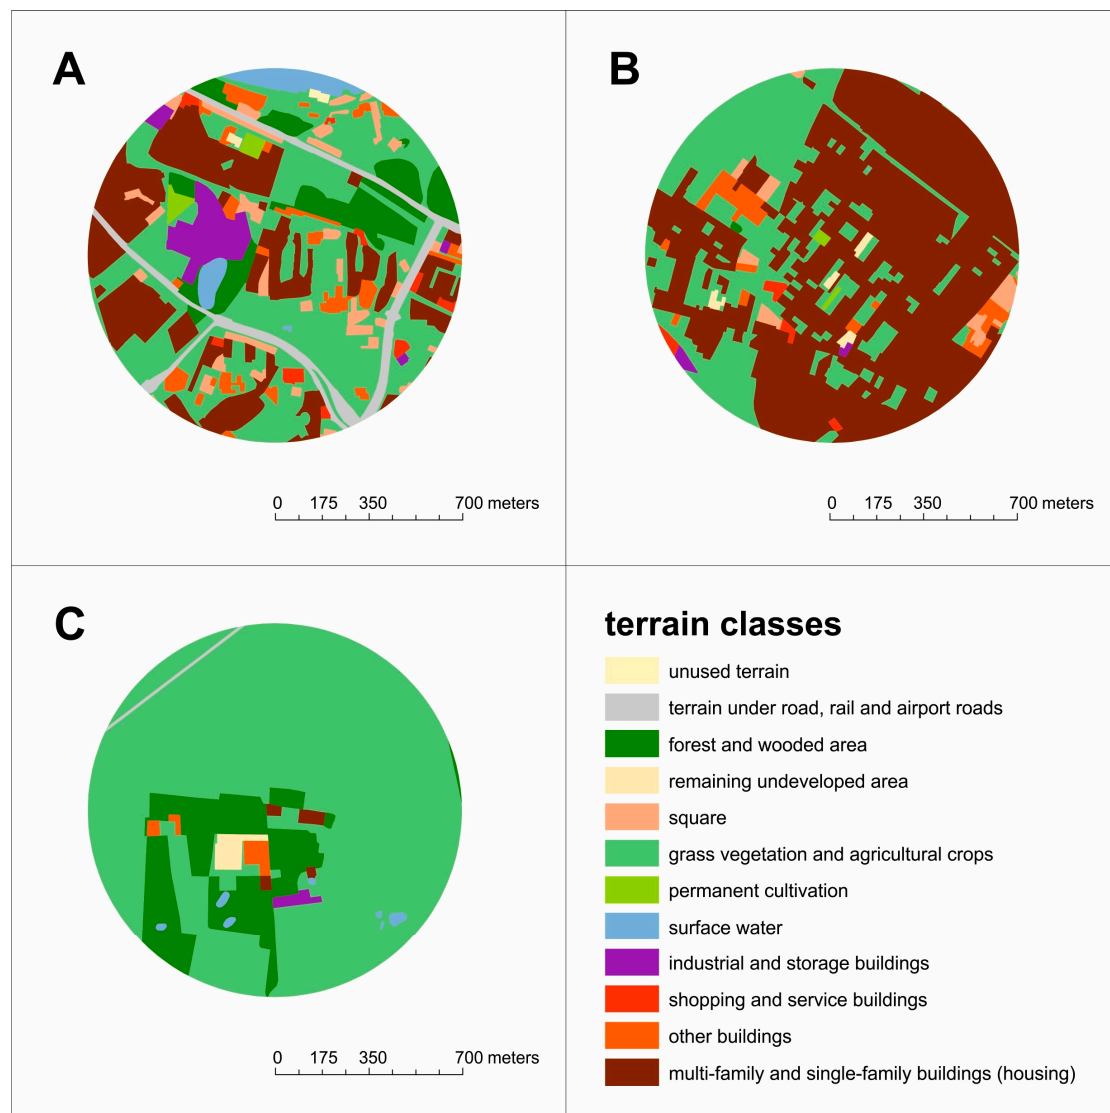 A
B
0 175 350 700 meters
0 175 350 700 meters
C
0 175 350 700 meters
terrain classes
unused terrain
terrain under road, rail and airport roads
forest and wooded area
remaining undeveloped area
square
grass vegetation and agricultural crops
permanent cultivation
surface water
industrial and storage buildings
shopping and service buildings
other buildings
multi-family and single-family buildings (housing)